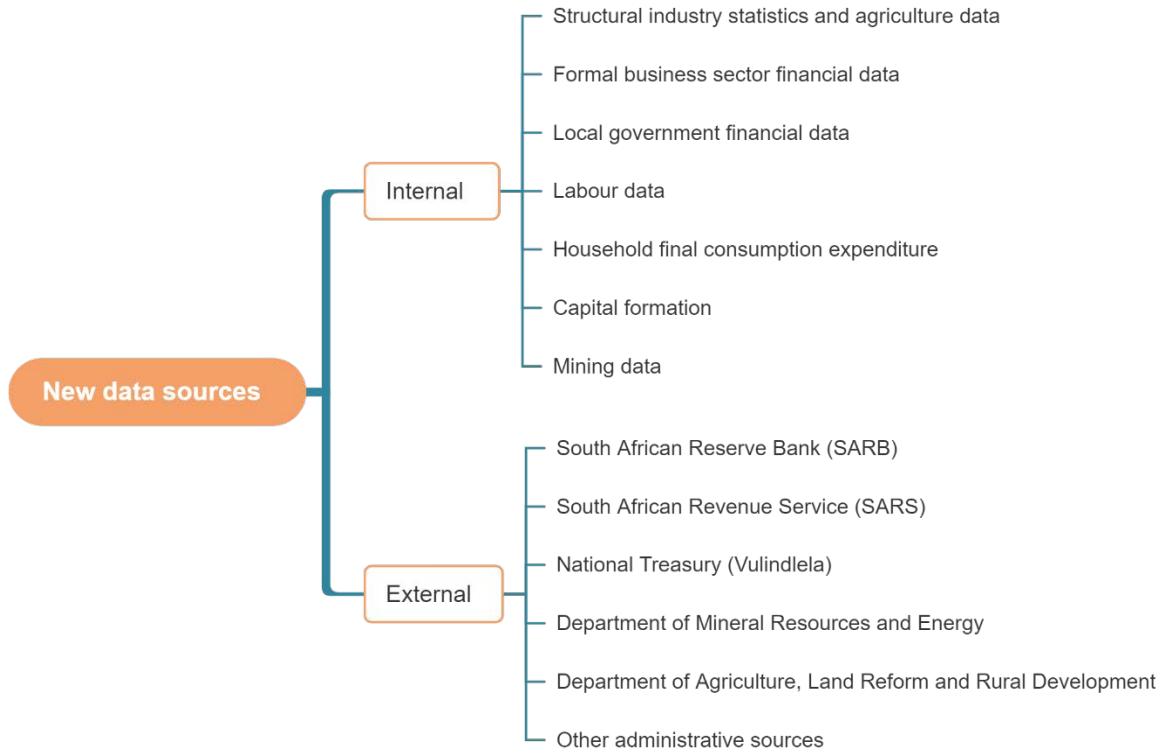 New data sources
Internal
Structural industry statistics and agriculture data
Formal business sector financial data
Local government financial data
Labour data
Household final consumption expenditure
Capital formation
Mining data
External
South African Reserve Bank (SARB)
South African Revenue Service (SARS)
National Treasury (Vulindlela)
Department of Mineral Resources and Energy
Department of Agriculture, Land Reform and Rural Development
Other administrative sources